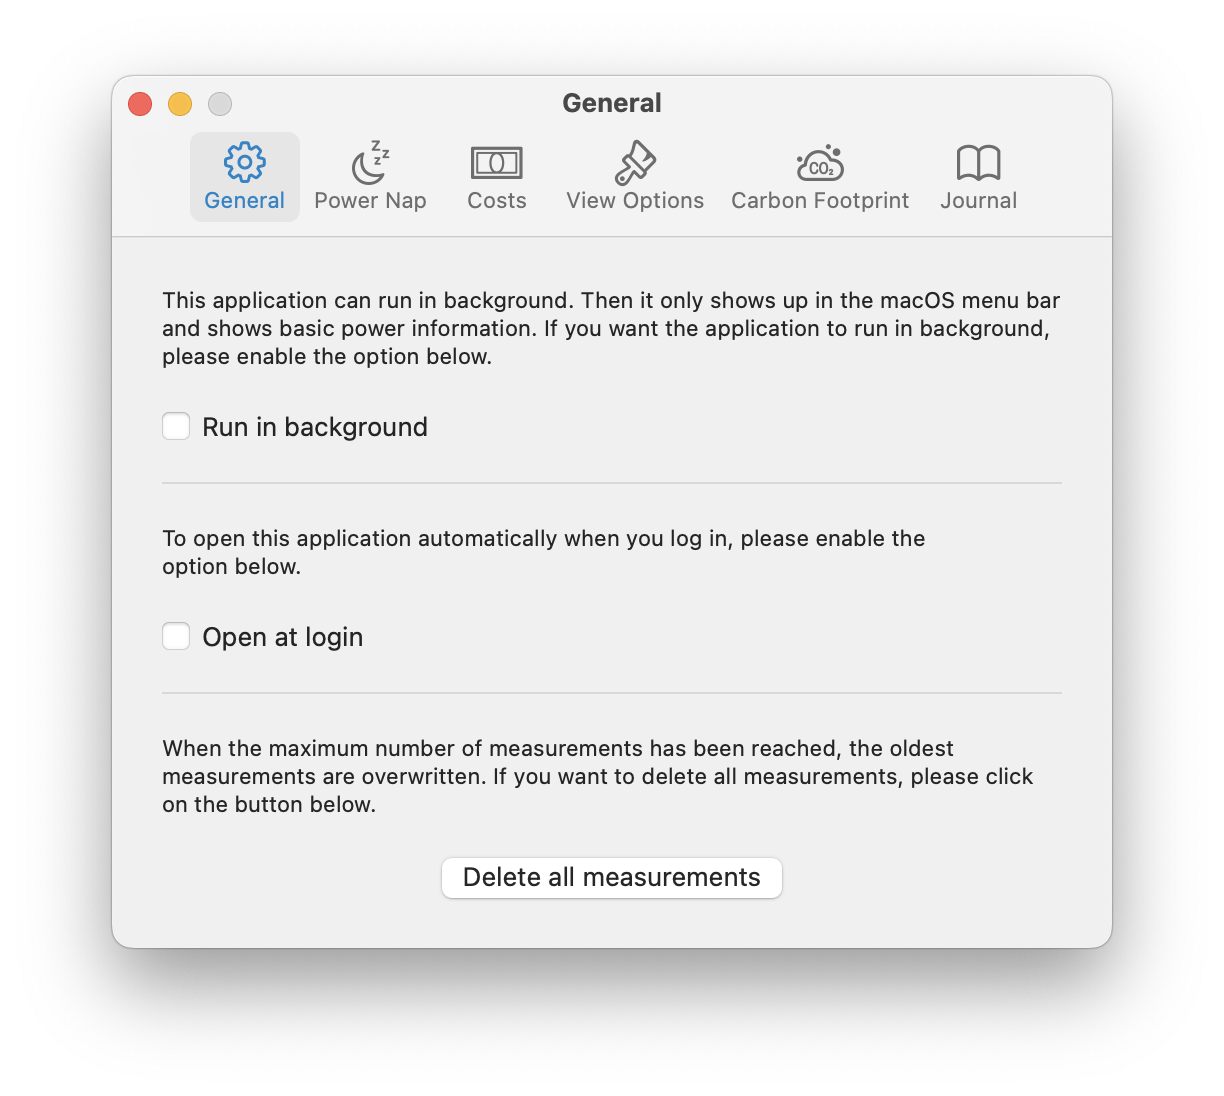 General
General
Power Nap
Costs
View Options
CO₂
Carbon Footprint
Journal
This application can run in background. Then it only shows up in the macOS menu bar
and shows basic power information. If you want the application to run in background,
please enable the option below.
Run in background
To open this application automatically when you log in, please enable the
option below.
Open at login
When the maximum number of measurements has been reached, the oldest
measurements are overwritten. If you want to delete all measurements, please click
on the button below.
Delete all measurements